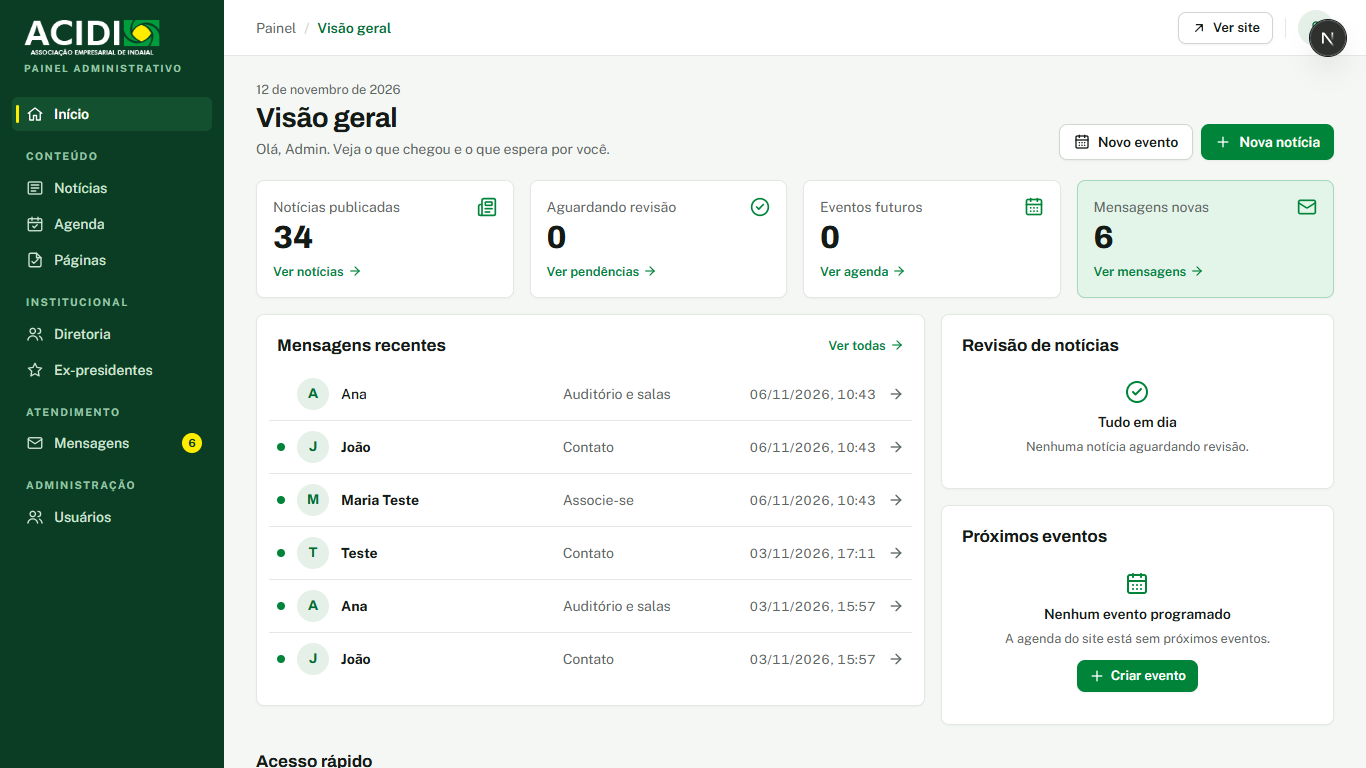 ACIDI
ASSOCIAÇÃO EMPRESARIAL DE INDAIAL
PAINEL ADMINISTRATIVO
Início
CONTEÚDO
Notícias
Agenda
Páginas
INSTITUCIONAL
Diretoria
Ex-presidentes
ATENDIMENTO
Mensagens 6
ADMINISTRAÇÃO
Usuários
Painel / Visão geral
Ver site
N
12 de novembro de 2026
Visão geral
Olá, Admin. Veja o que chegou e o que espera por você.
Novo evento
Nova notícia
Notícias publicadas
34
Ver notícias
Aguardando revisão
0
Ver pendências
Eventos futuros
0
Ver agenda
Mensagens novas
6
Ver mensagens
Mensagens recentes
Ver todas
A Ana Auditório e salas 06/11/2026, 10:43
J João Contato 06/11/2026, 10:43
M Maria Teste Associe-se 06/11/2026, 10:43
T Teste Contato 03/11/2026, 17:11
A Ana Auditório e salas 03/11/2026, 15:57
J João Contato 03/11/2026, 15:57
Revisão de notícias
Tudo em dia
Nenhuma notícia aguardando revisão.
Próximos eventos
Nenhum evento programado
A agenda do site está sem próximos eventos.
Criar evento
Acesso rápido